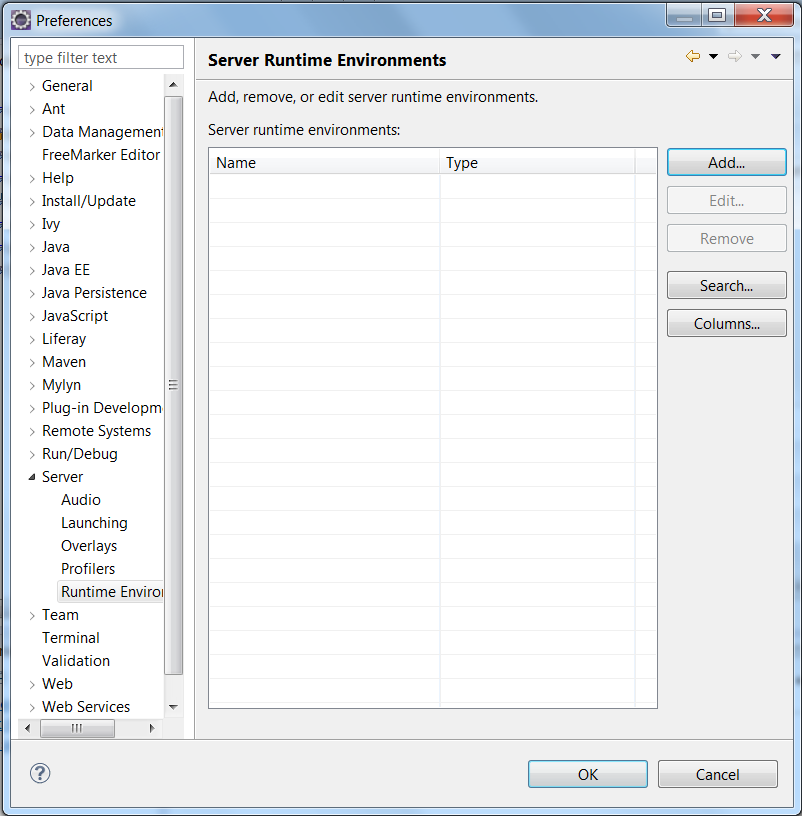 Preferences
type filter text
General
Ant
Data Management
FreeMarker Editor
Help
Install/Update
Ivy
Java
Java EE
Java Persistence
JavaScript
Liferay
Maven
Mylyn
Plug-in Developm
Remote Systems
Run/Debug
Server
Audio
Launching
Overlays
Profilers
Runtime Enviro
Team
Terminal
Validation
Web
Web Services
Server Runtime Environments
Add, remove, or edit server runtime environments.
Server runtime environments:
Name Type
Add...
Edit...
Remove
Search...
Columns...
?
OK Cancel